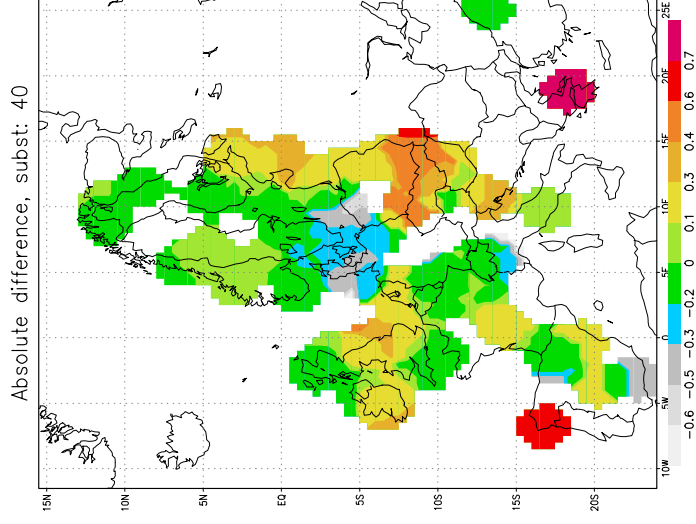 Absolute difference, subst: 40
15N
10N
5N
EQ
5S
10S
15S
20S
10W 5W 0 5E 10E 15E 20E 25E
−0.6 −0.5 −0.3 −0.2 0 0.1 0.3 0.4 0.6 0.7